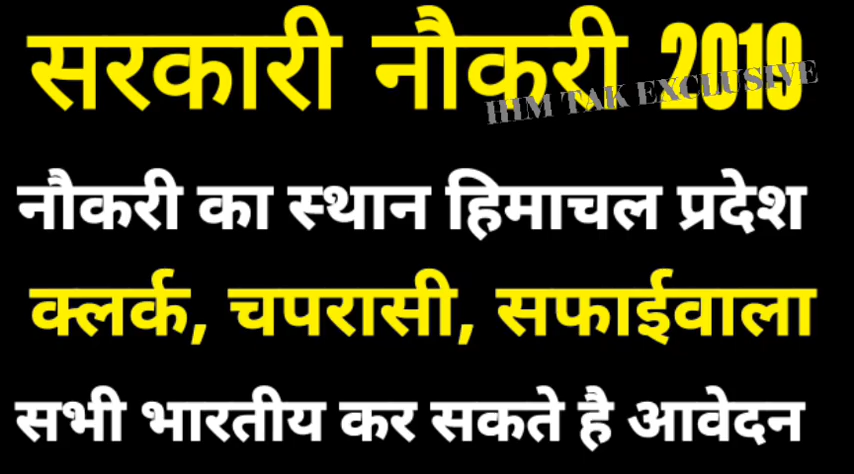 सरकारी नौकरी 2019
HIM TAK EXCLUSIVE
नौकरी का स्थान हिमाचल प्रदेश
क्लर्क, चपरासी, सफाईवाला
सभी भारतीय कर सकते है आवेदन